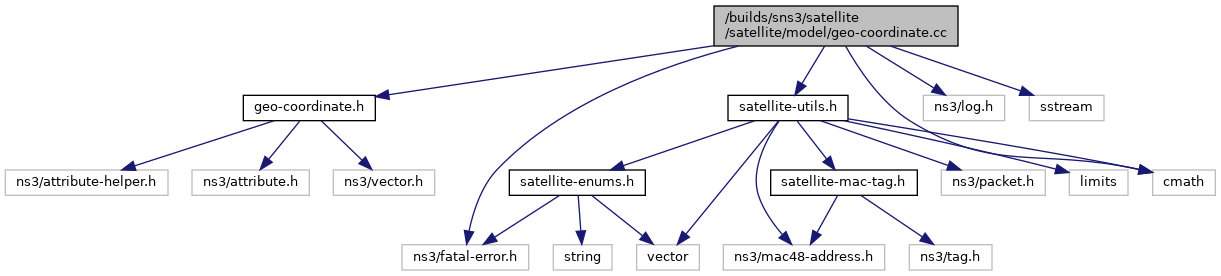 /builds/sns3/satellite
/satellite/model/geo-coordinate.cc
geo-coordinate.h
satellite-utils.h
ns3/log.h
sstream
ns3/attribute-helper.h
ns3/attribute.h
ns3/vector.h
satellite-enums.h
satellite-mac-tag.h
ns3/packet.h
limits
cmath
ns3/fatal-error.h
string
vector
ns3/mac48-address.h
ns3/tag.h